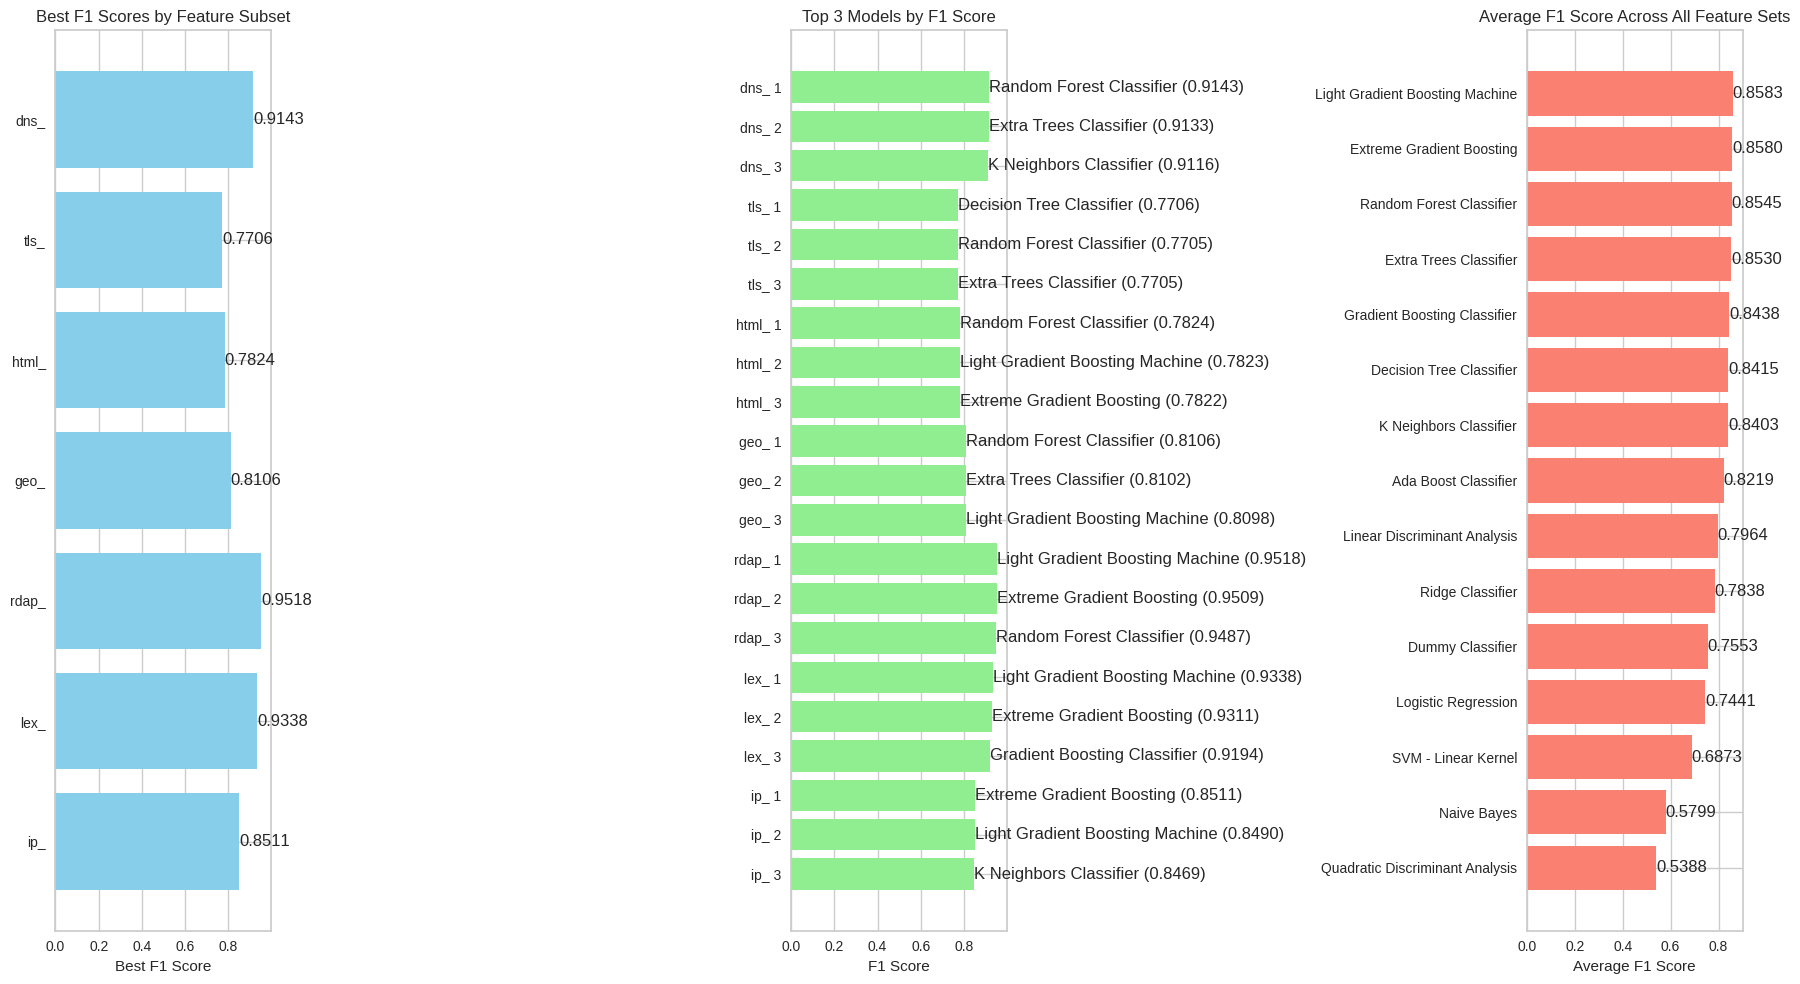 Best F1 Scores by Feature Subset
dns_
0.9143
tls_
0.7706
html_
0.7824
geo_
0.8106
rdap_
0.9518
lex_
0.9338
ip_
0.8511
0.0 0.2 0.4 0.6 0.8
Best F1 Score
Top 3 Models by F1 Score
dns_ 1 Random Forest Classifier (0.9143)
dns_ 2 Extra Trees Classifier (0.9133)
dns_ 3 K Neighbors Classifier (0.9116)
tls_ 1 Decision Tree Classifier (0.7706)
tls_ 2 Random Forest Classifier (0.7705)
tls_ 3 Extra Trees Classifier (0.7705)
html_ 1 Random Forest Classifier (0.7824)
html_ 2 Light Gradient Boosting Machine (0.7823)
html_ 3 Extreme Gradient Boosting (0.7822)
geo_ 1 Random Forest Classifier (0.8106)
geo_ 2 Extra Trees Classifier (0.8102)
geo_ 3 Light Gradient Boosting Machine (0.8098)
rdap_ 1 Light Gradient Boosting Machine (0.9518)
rdap_ 2 Extreme Gradient Boosting (0.9509)
rdap_ 3 Random Forest Classifier (0.9487)
lex_ 1 Light Gradient Boosting Machine (0.9338)
lex_ 2 Extreme Gradient Boosting (0.9311)
lex_ 3 Gradient Boosting Classifier (0.9194)
ip_ 1 Extreme Gradient Boosting (0.8511)
ip_ 2 Light Gradient Boosting Machine (0.8490)
ip_ 3 K Neighbors Classifier (0.8469)
0.0 0.2 0.4 0.6 0.8
F1 Score
Average F1 Score Across All Feature Sets
Light Gradient Boosting Machine 0.8583
Extreme Gradient Boosting 0.8580
Random Forest Classifier 0.8545
Extra Trees Classifier 0.8530
Gradient Boosting Classifier 0.8438
Decision Tree Classifier 0.8415
K Neighbors Classifier 0.8403
Ada Boost Classifier 0.8219
Linear Discriminant Analysis 0.7964
Ridge Classifier 0.7838
Dummy Classifier 0.7553
Logistic Regression 0.7441
SVM - Linear Kernel 0.6873
Naive Bayes 0.5799
Quadratic Discriminant Analysis 0.5388
0.0 0.2 0.4 0.6 0.8
Average F1 Score